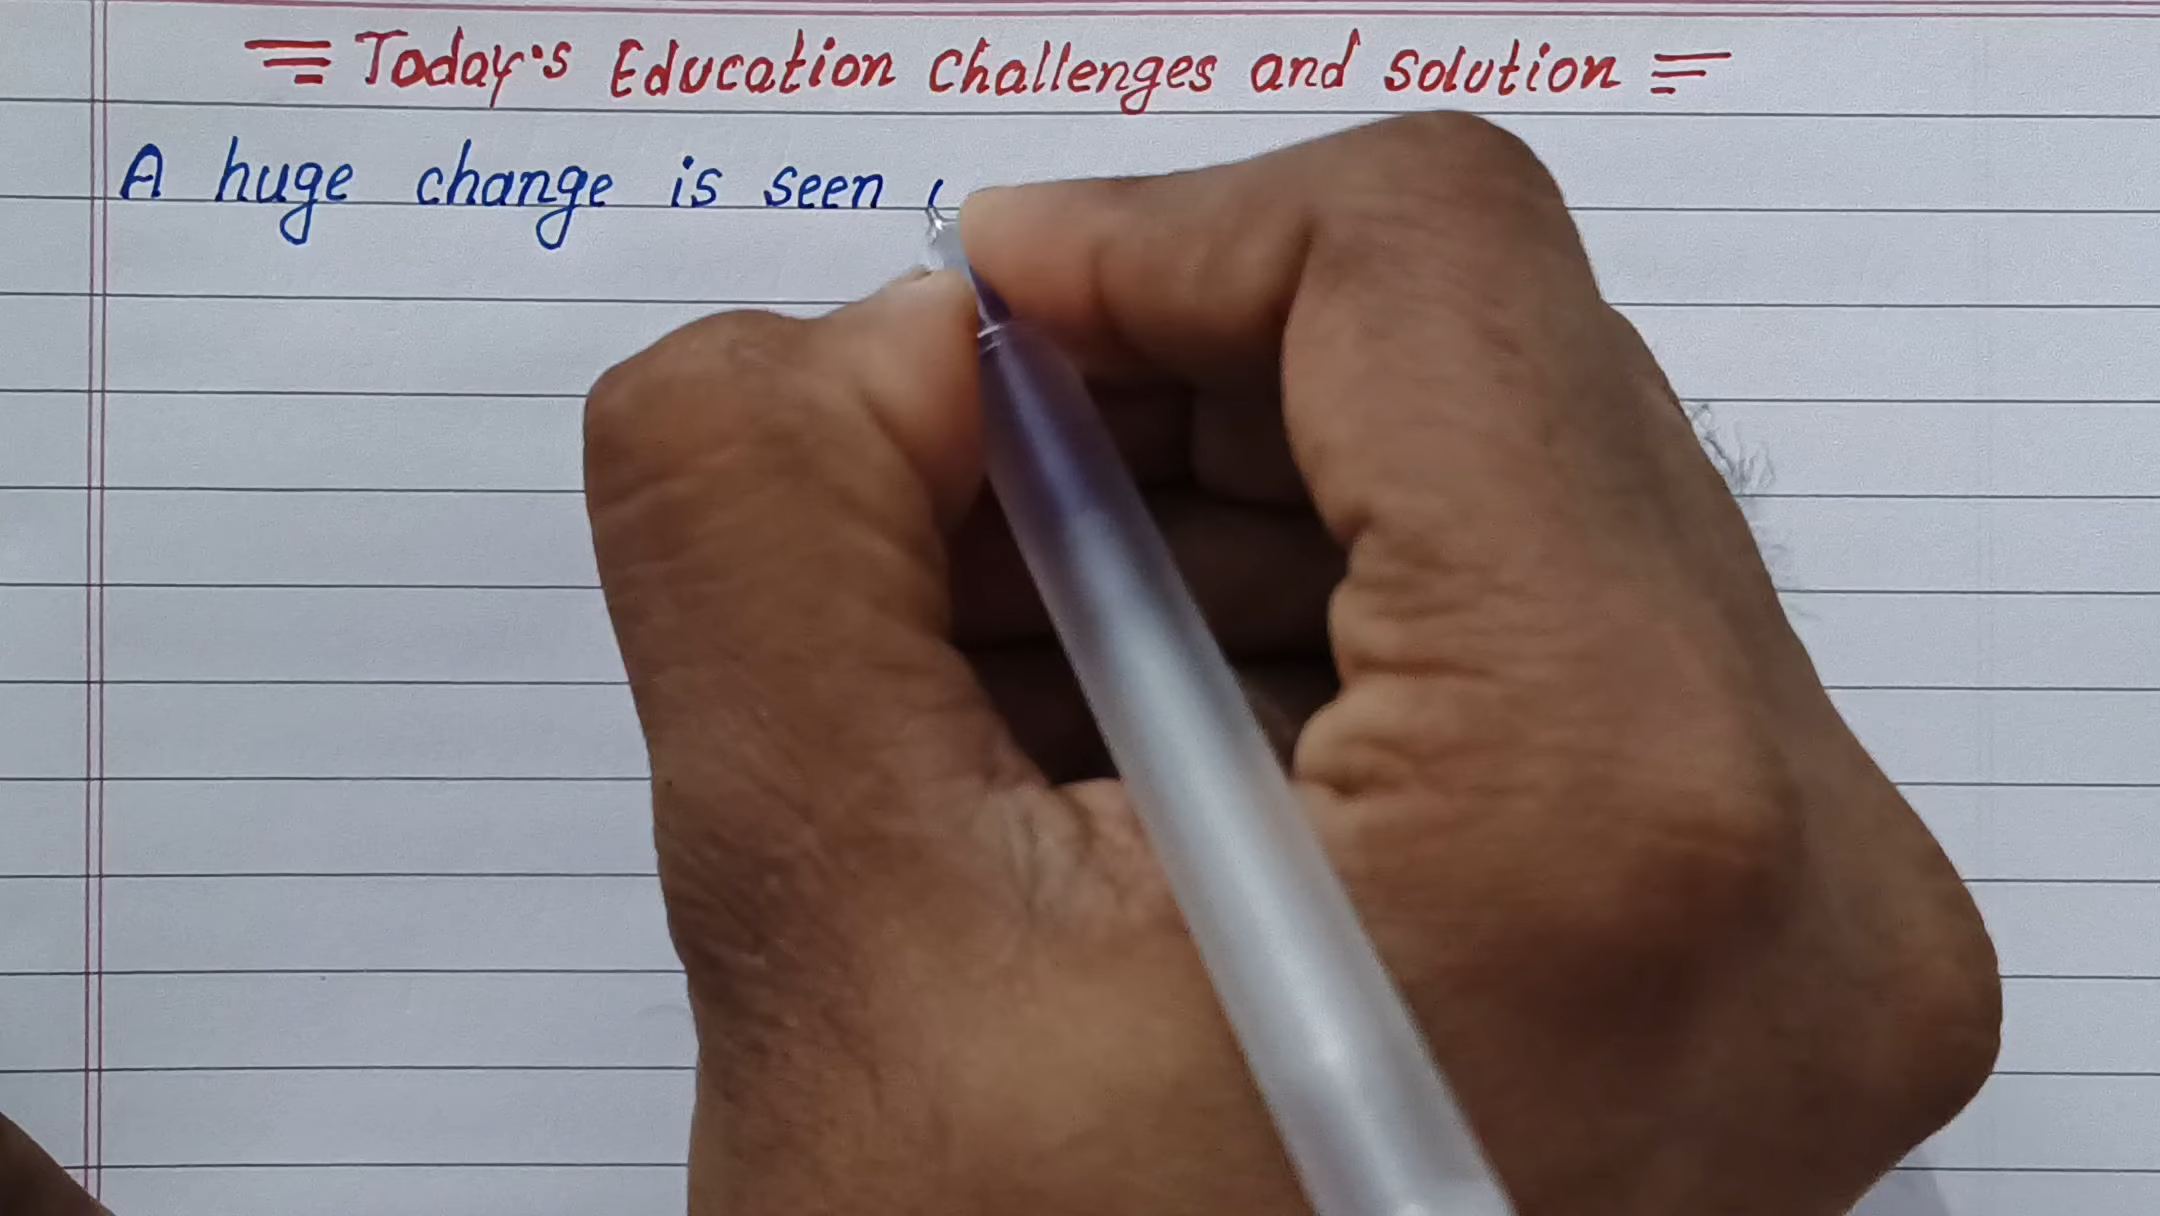 Today's Education Challenges and Solution
A huge change is seen